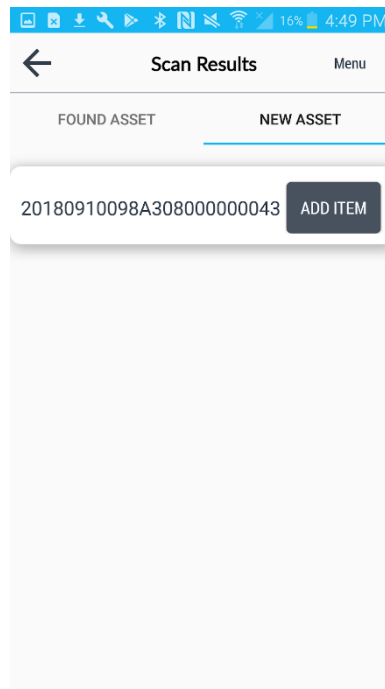 16% 4:49 PM
Scan Results Menu
FOUND ASSET NEW ASSET
20180910098A308000000043 ADD ITEM